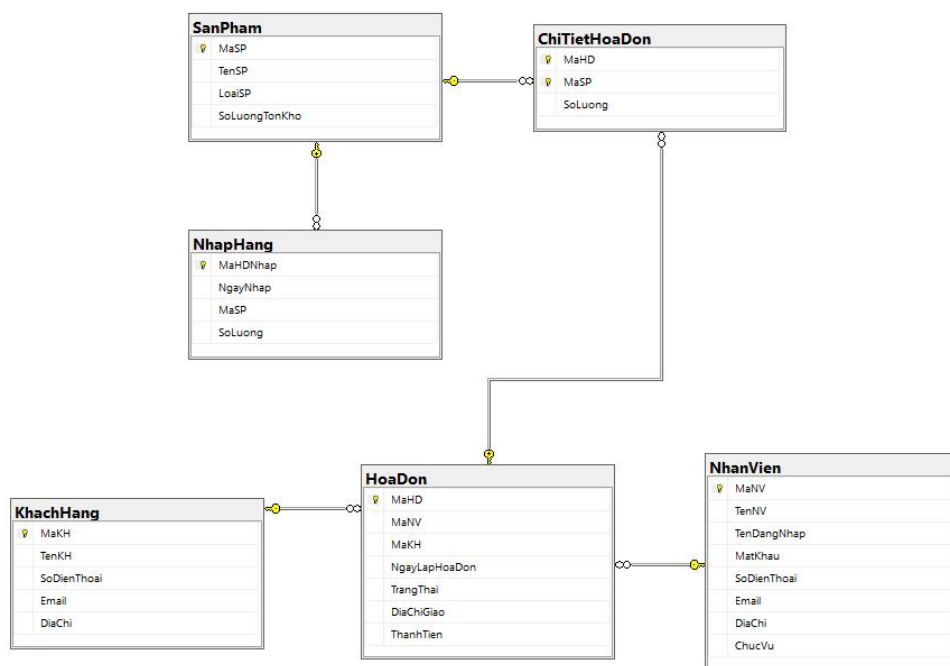 SanPham
MaSP
TenSP
LoaiSP
SoLuongTonKho
ChiTietHoaDon
MaHD
MaSP
SoLuong
NhapHang
MaHDNhap
NgayNhap
MaSP
SoLuong
KhachHang
MaKH
TenKH
SoDienThoai
Email
DiaChi
HoaDon
MaHD
MaNV
MaKH
NgayLapHoaDon
TrangThai
DiaChiGiao
ThanhTien
NhanVien
MaNV
TenNV
TenDangNhap
MatKhau
SoDienThoai
Email
DiaChi
ChucVu